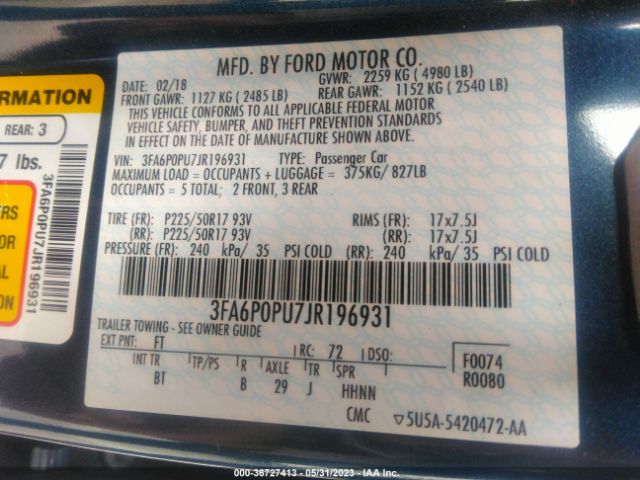 MFD. BY FORD MOTOR CO.
DATE: 02/18 GVWR: 2259 KG ( 4980 LB)
FRONT GAWR: 1127 KG ( 2485 LB) REAR GAWR: 1152 KG ( 2540 LB)
THIS VEHICLE CONFORMS TO ALL APPLICABLE FEDERAL MOTOR
VEHICLE SAFETY, BUMPER, AND THEFT PREVENTION STANDARDS
IN EFFECT ON THE DATE OF MANUFACTURE SHOWN ABOVE.
VIN: 3FA6P0PU7JR196931 TYPE: Passenger Car
MAXIMUM LOAD = OCCUPANTS + LUGGAGE = 375KG/ 827LB
OCCUPANTS = 5 TOTAL; 2 FRONT, 3 REAR
TIRE (FR): P225/50R17 93V RIMS (FR): 17x7.5J
(RR): P225/50R17 93V (RR): 17x7.5J
PRESSURE (FR): 240 kPa/ 35 PSI COLD (RR): 240 kPa/ 35 PSI COLD
3FA6P0PU7JR196931
TRAILER TOWING - SEE OWNER GUIDE
EXT PNT: FT RC: 72 DSO: F0074
INT TR TP/PS R AXLE TR SPR R0080
BT B 29 J HHNN
CMC ▽5U5A-5420472-AA
ORMATION
REAR: 3
7 lbs.
ERS
OR
AL
ION
3FA6P0PU7JR196931
000-36727413 - 05/31/2023 - IAA Inc.